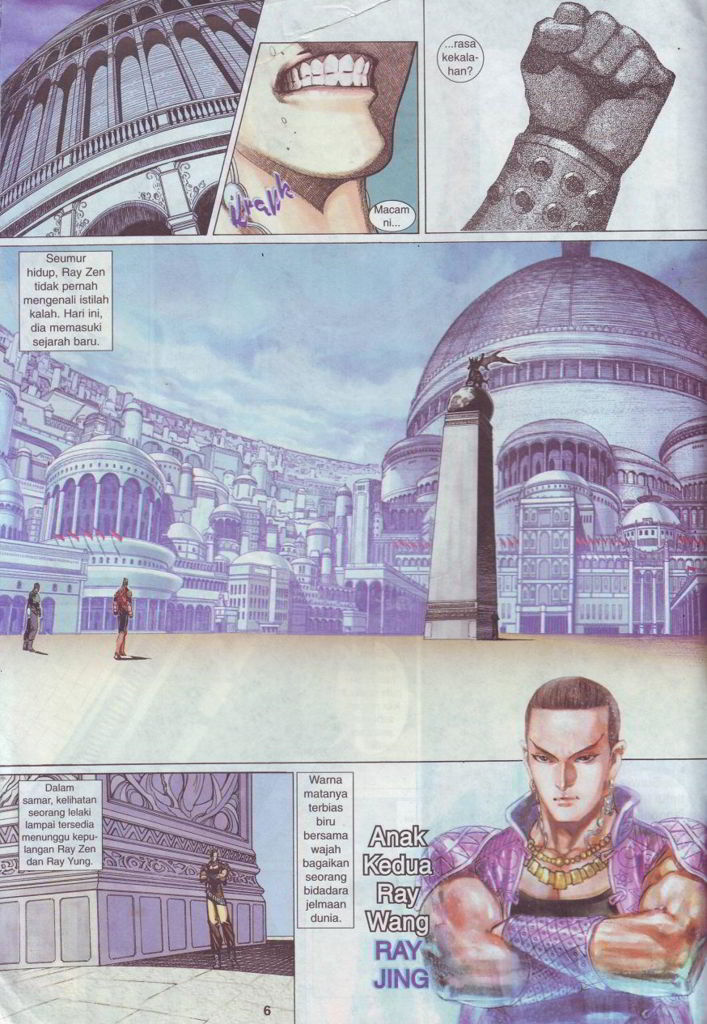 Macam
ni...
...rasa
kekala-
han?
Seumur
hidup, Ray Zen
tidak pernah
mengenali istilah
kalah. Hari ini,
dia memasuki
sejarah baru.
Dalam
samar, kelihatan
seorang lelaki
lampai tersedia
menunggu kepu-
langan Ray Zen
dan Ray Yung.
Warna
matanya
terbias
biru
bersama
wajah
bagaikan
seorang
bidadara
jelmaan
dunia.
Anak
Kedua
Ray
Wang
RAY
JING
6